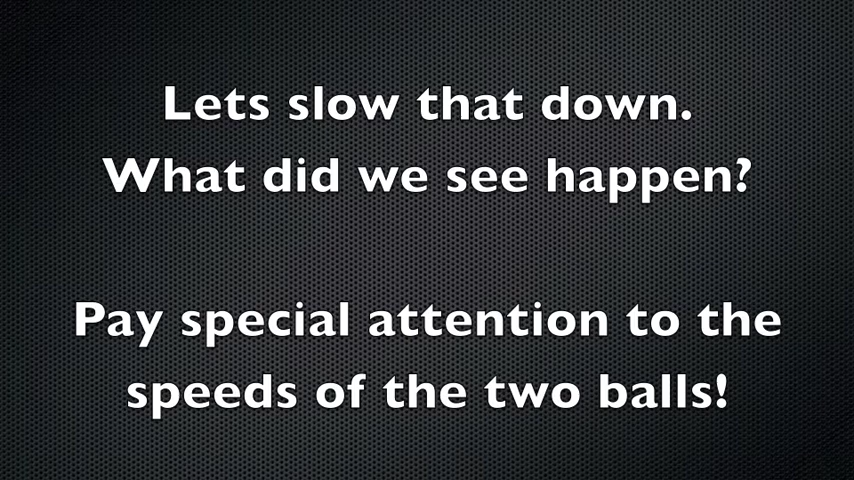 Lets slow that down.
What did we see happen?
Pay special attention to the
speeds of the two balls!